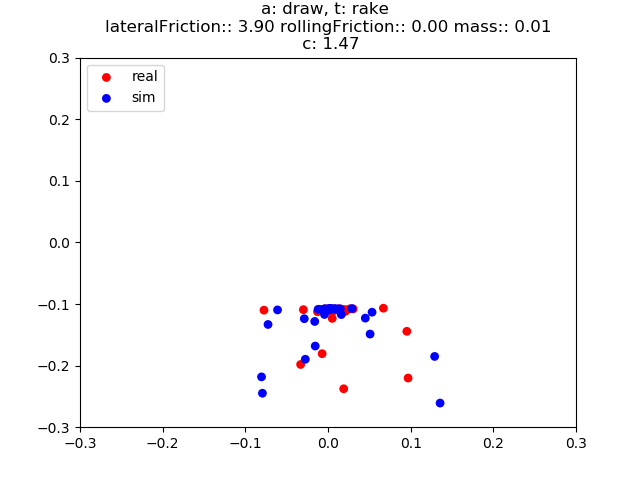 a: draw, t: rake
lateralFriction:: 3.90 rollingFriction:: 0.00 mass:: 0.01
c: 1.47
real
sim
0.3
0.2
0.1
0.0
−0.1
−0.2
−0.3
−0.3
−0.2
−0.1
0.0
0.1
0.2
0.3